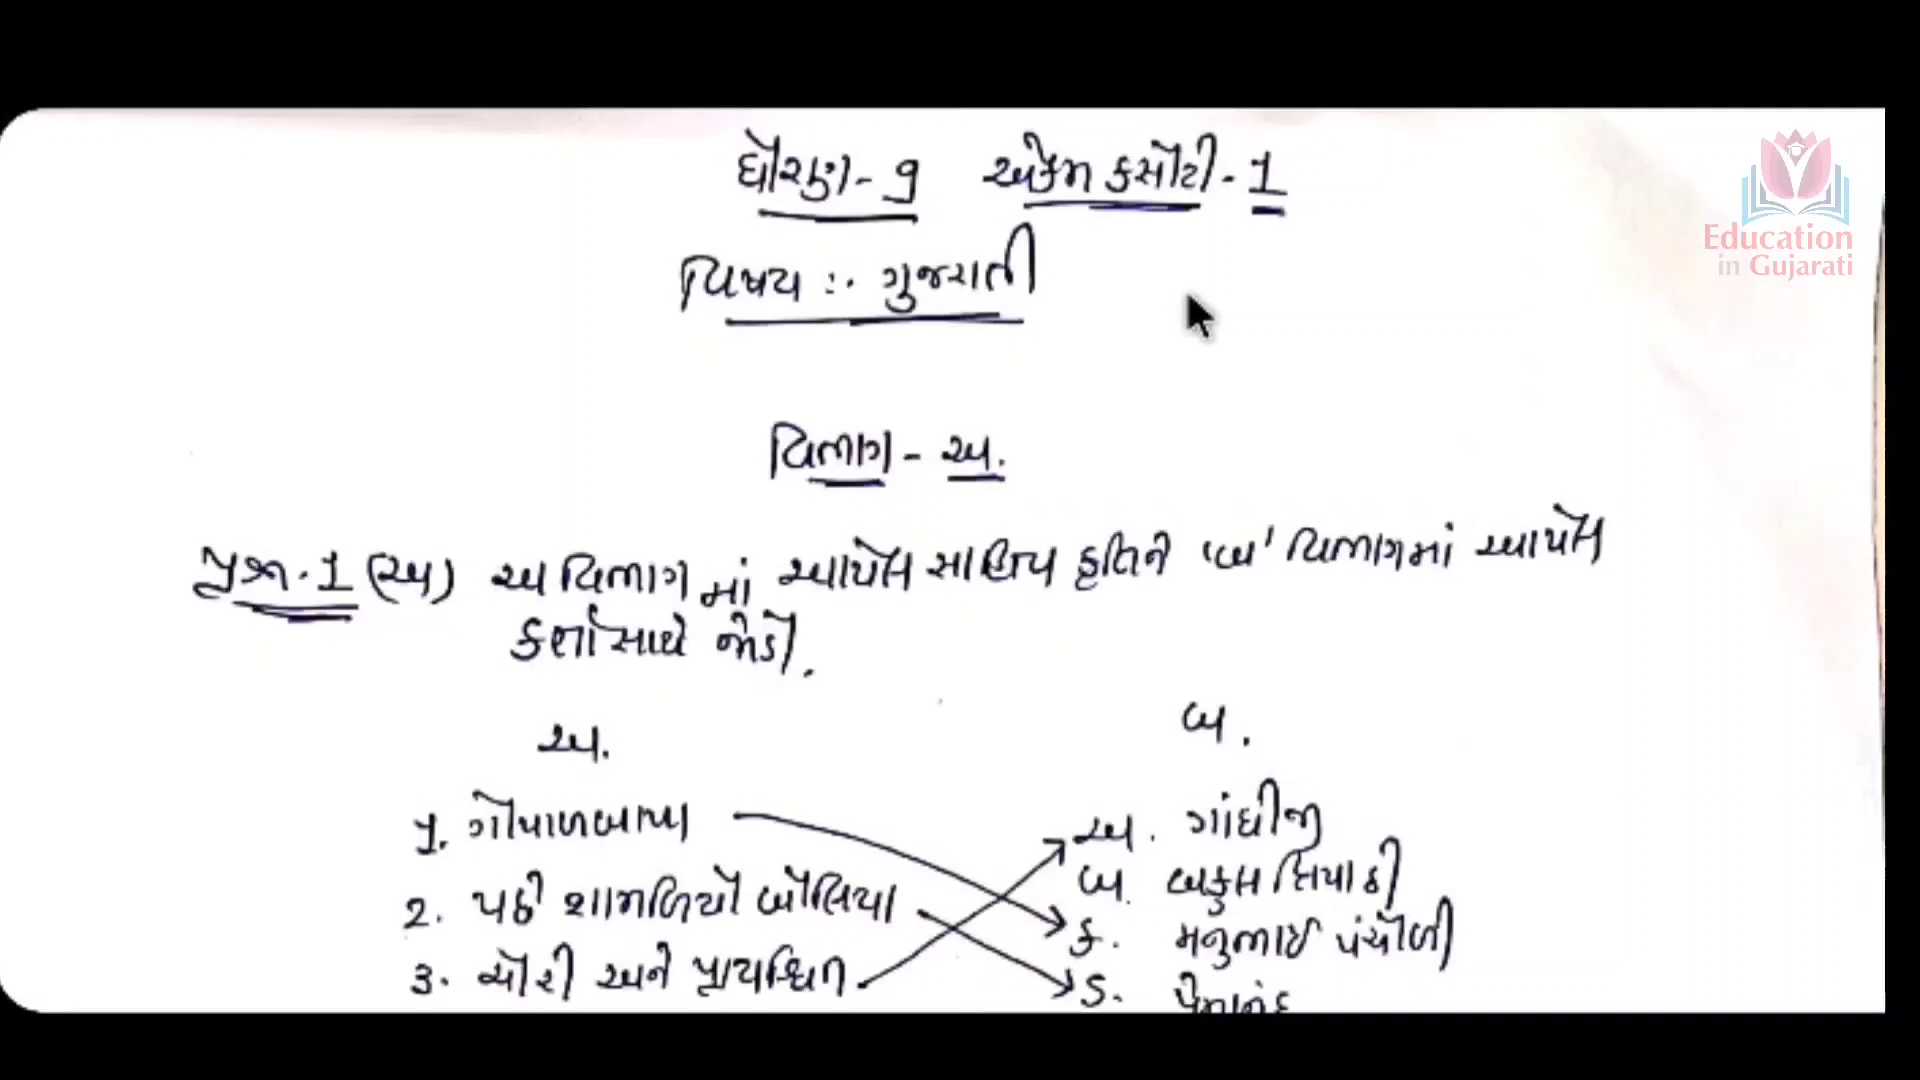 ધોરણ - 9 એકમ કસોટી - 1
Education
in Gujarati
વિષય :. ગુજરાતી
વિભાગ - અ.
પ્રશ્ન. 1 (અ) અ વિભાગમાં આપેલ સાહિત્ય કૃતિને 'બ' વિભાગમાં આપેલ
કર્તા સાથે જોડો.
અ. બ.
1. ગોપાળબાપા
અ. ગાંધીજી
બ. બકુલ ત્રિપાઠી
2. પછી શામળિયો બોલિયા
ક. મનુભાઈ પંચોળી
3. ચોરી અને પ્રાયશ્ચિત
ડ. પ્રેમાનંદ